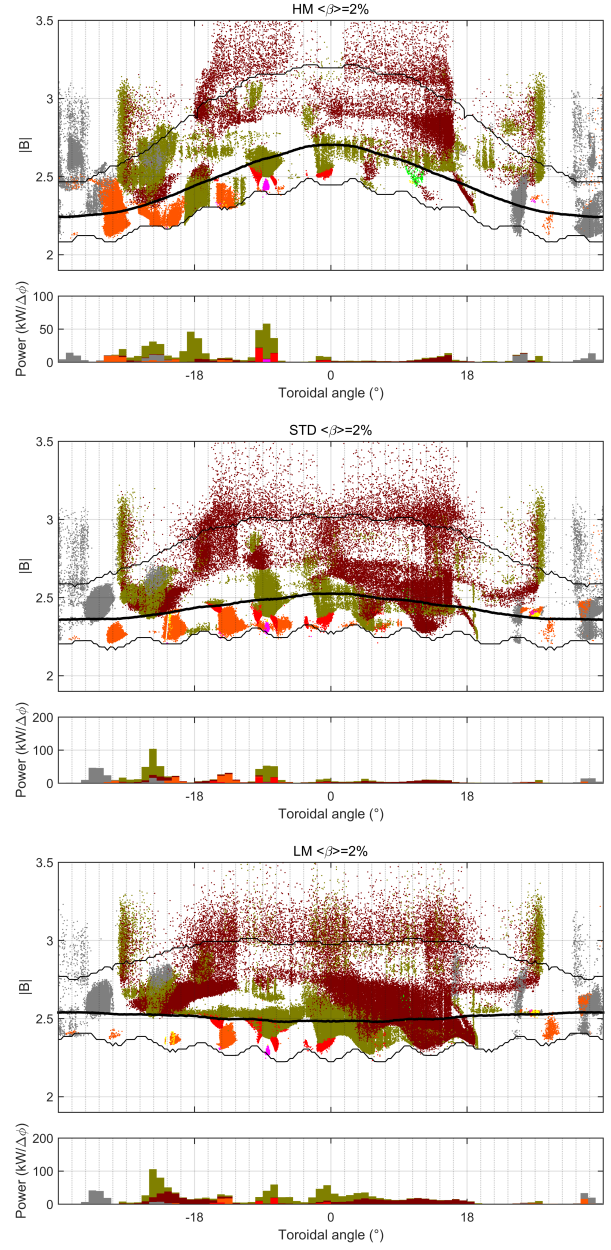 HM <β>=2%
3.5
3
2.5
2
|B|
100
50
0
Power (kW/Δϕ)
-18 0 18
Toroidal angle (°)
STD <β>=2%
3.5
3
2.5
2
|B|
200
100
0
Power (kW/Δϕ)
-18 0 18
Toroidal angle (°)
LM <β>=2%
3.5
3
2.5
2
|B|
200
100
0
Power (kW/Δϕ)
-18 0 18
Toroidal angle (°)